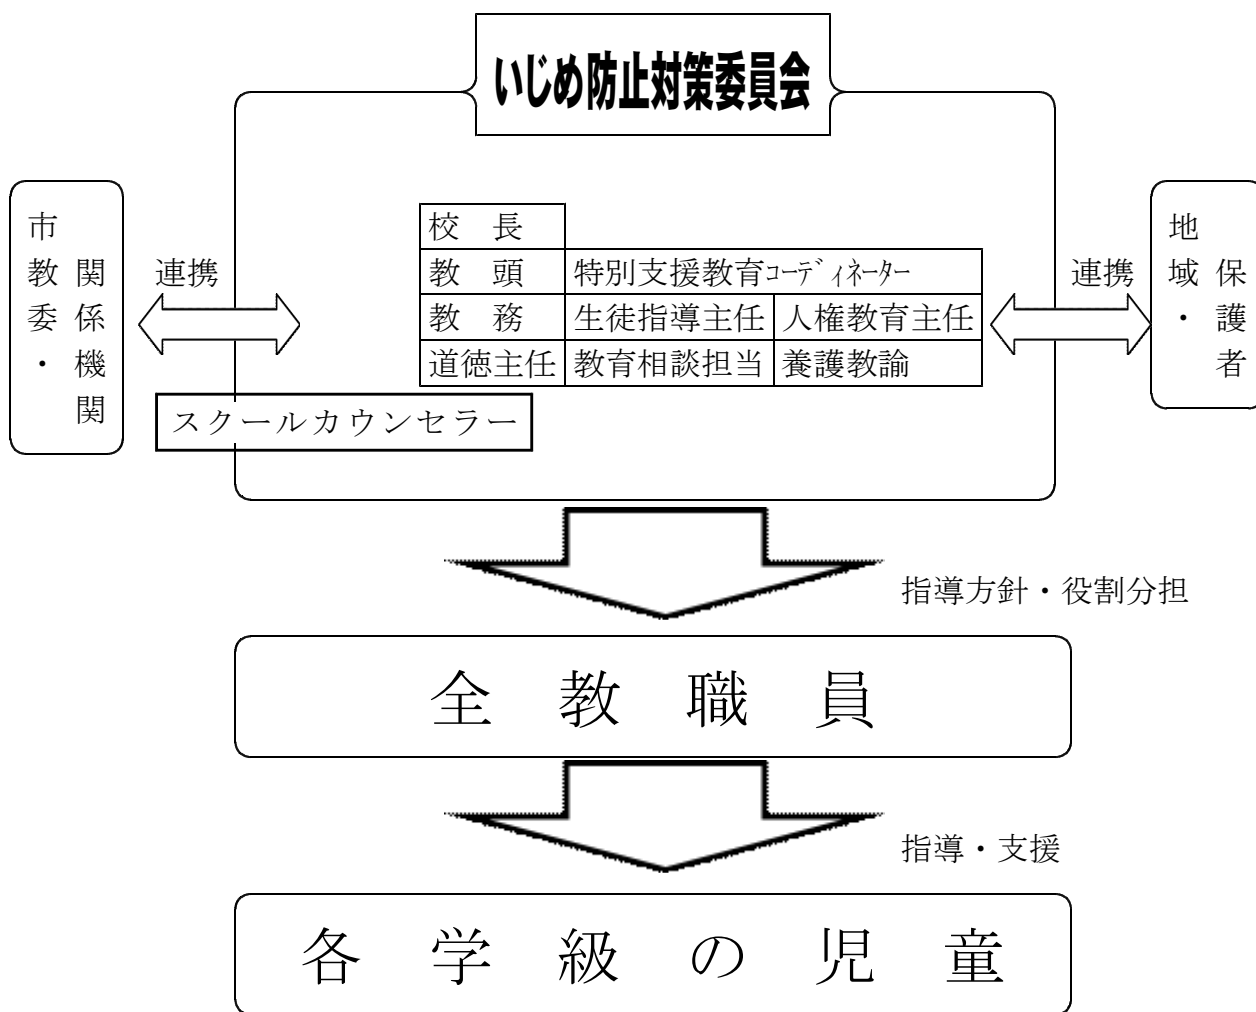 いじめ防止対策委員会
市教委・
関係機関
連携
校　長
教　頭　特別支援教育ｺｰﾃﾞｨﾈｰﾀｰ
教　務　生徒指導主任　人権教育主任
道徳主任　教育相談担当　養護教諭
スクールカウンセラー
連携
地域・
保護者
指導方針・役割分担
全　教　職　員
指導・支援
各　学　級　の　児　童